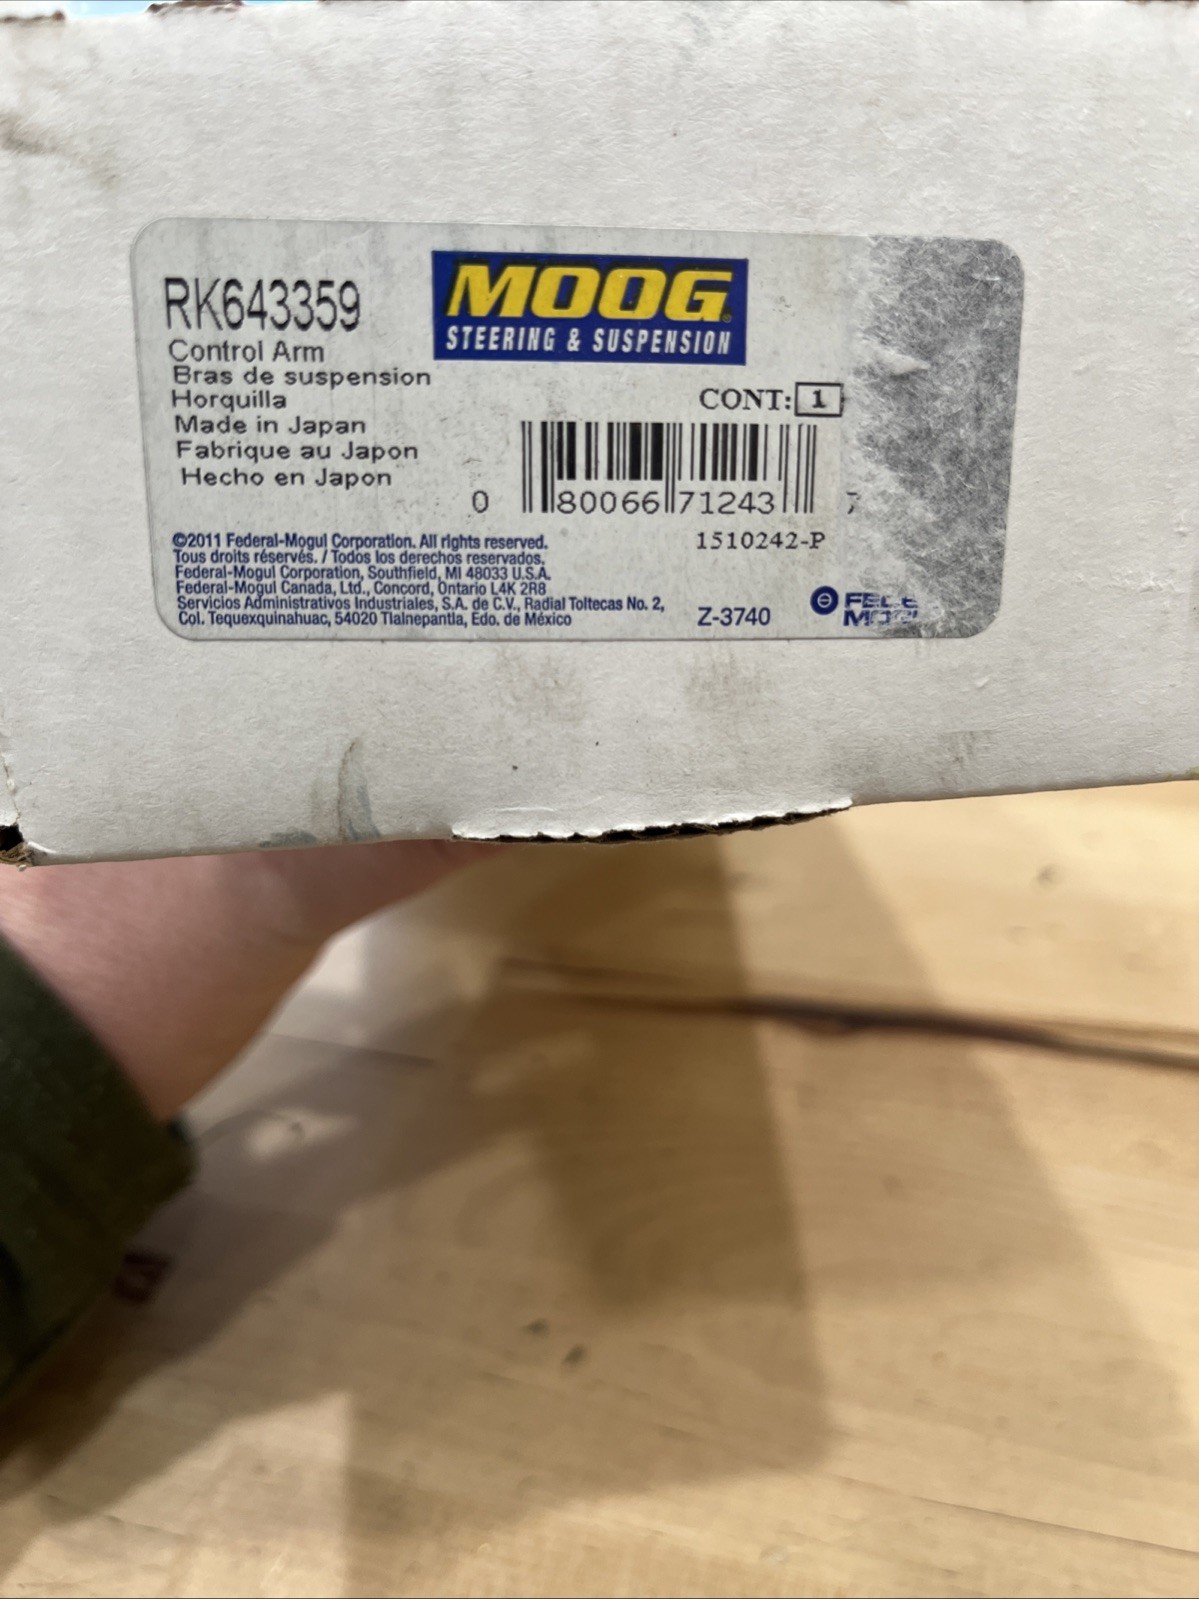 RK643359
MOOG
STEERING & SUSPENSION
Control Arm
Bras de suspension
Horquilla
Made in Japan
Fabrique au Japon
Hecho en Japon
CONT: 1
0 80066 71243 7
1510242-P
©2011 Federal-Mogul Corporation. All rights reserved.
Tous droits réservés. / Todos los derechos reservados.
Federal-Mogul Corporation, Southfield, MI 48033 U.S.A.
Federal-Mogul Canada, Ltd., Concord, Ontario L4K 2R8
Servicios Administrativos Industriales, S.A. de C.V., Radial Toltecas No. 2,
Col. Tequexquinahuac, 54020 Tlalnepantla, Edo. de México
Z-3740